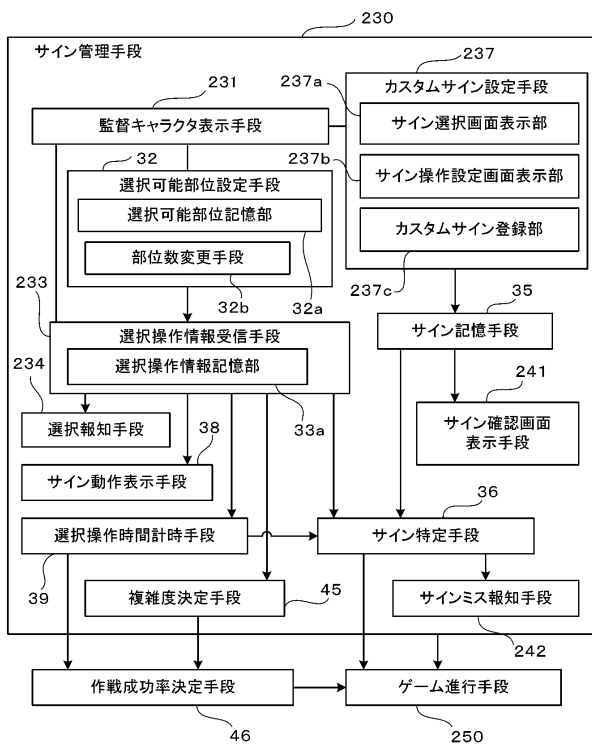 230
サイン管理手段
237
カスタムサイン設定手段
237a
サイン選択画面表示部
237b
サイン操作設定画面表示部
カスタムサイン登録部
237c
231
監督キャラクタ表示手段
32
選択可能部位設定手段
選択可能部位記憶部
部位数変更手段
32b
32a
233
選択操作情報受信手段
選択操作情報記憶部
33a
35
サイン記憶手段
234
選択報知手段
241
サイン確認画面
表示手段
38
サイン動作表示手段
36
選択操作時間計時手段
39
サイン特定手段
複雑度決定手段
45
サインミス報知手段
242
作戦成功率決定手段
46
ゲーム進行手段
250